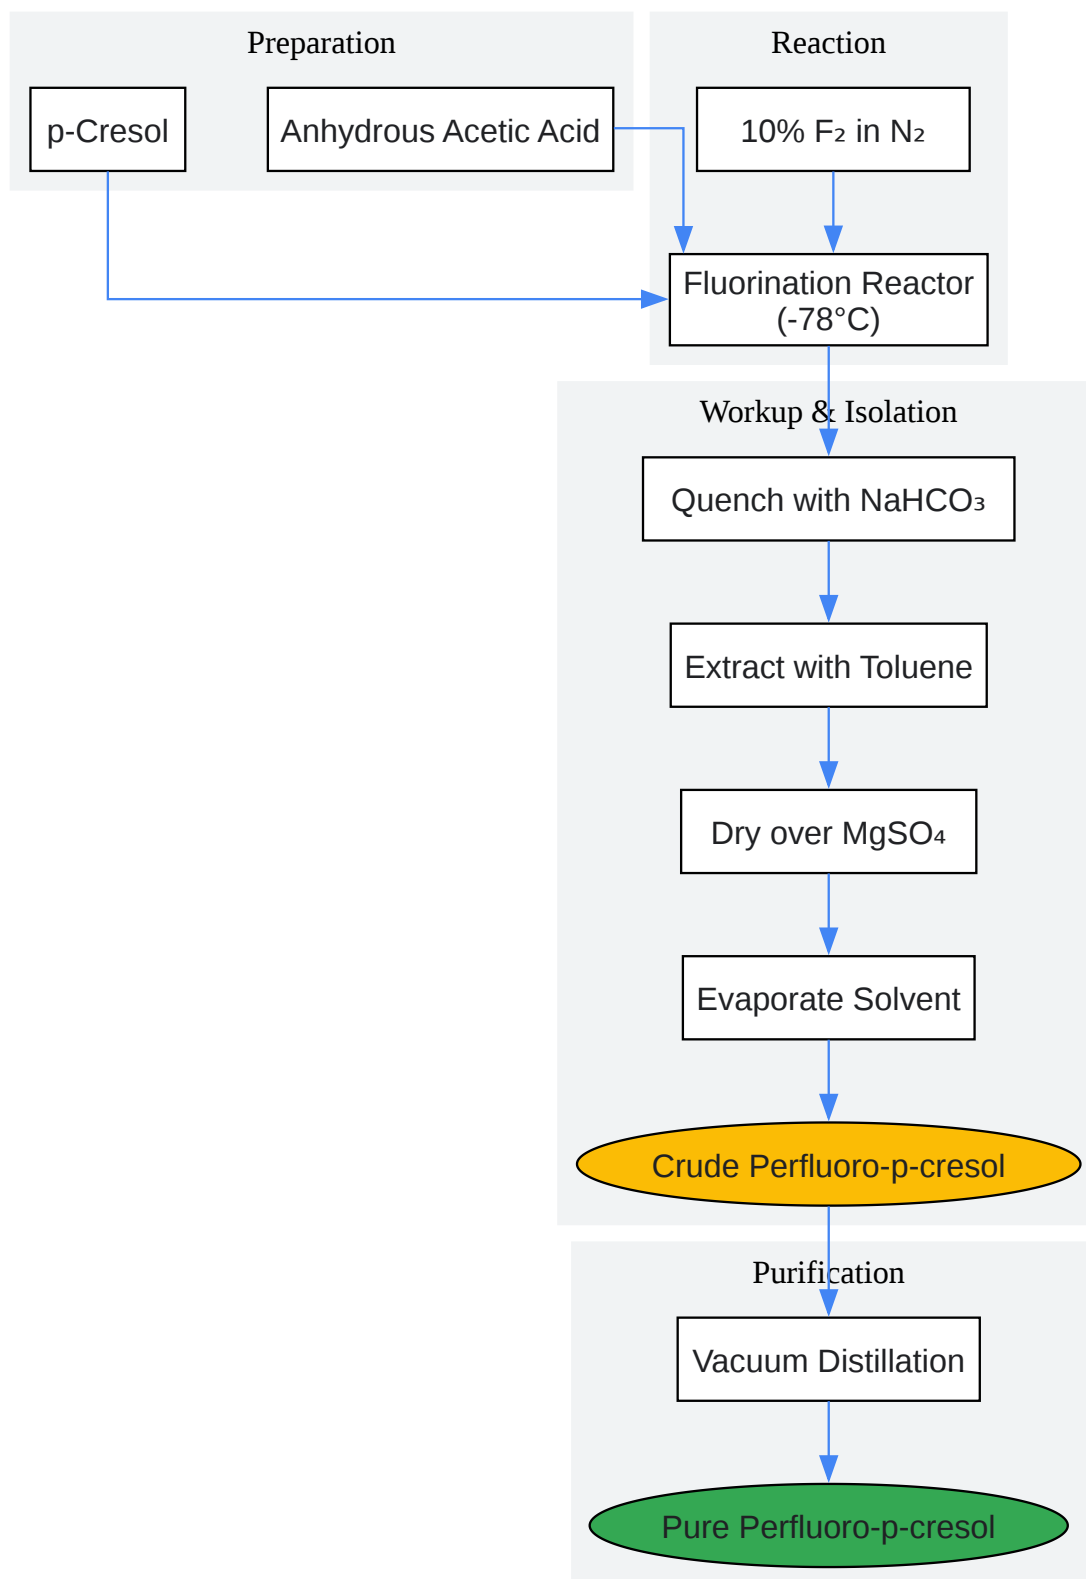 Preparation
p-Cresol
Anhydrous Acetic Acid
Reaction
10% F₂ in N₂
Fluorination Reactor
(-78°C)
Workup & Isolation
Quench with NaHCO₃
Extract with Toluene
Dry over MgSO₄
Evaporate Solvent
Crude Perfluoro-p-cresol
Purification
Vacuum Distillation
Pure Perfluoro-p-cresol